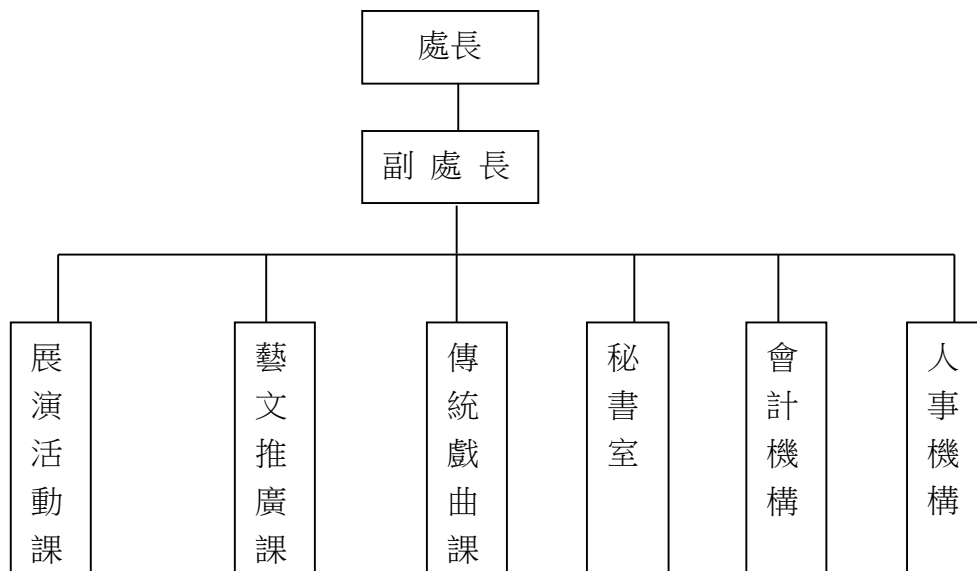 處長
副處長
展演活動課
藝文推廣課
傳統戲曲課
秘書室
會計機構
人事機構